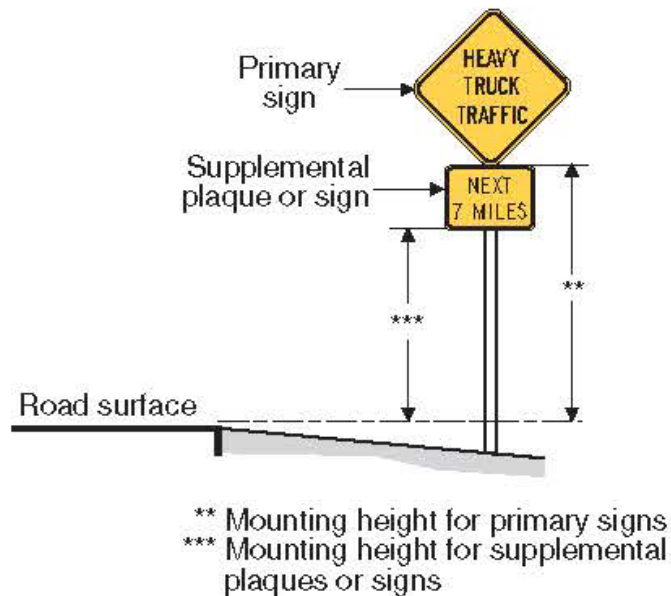 HEAVY
TRUCK
TRAFFIC
Primary
sign
Supplemental
plaque or sign
NEXT
7 MILES
**
***
Road surface
** Mounting height for primary signs
*** Mounting height for supplemental
plaques or signs